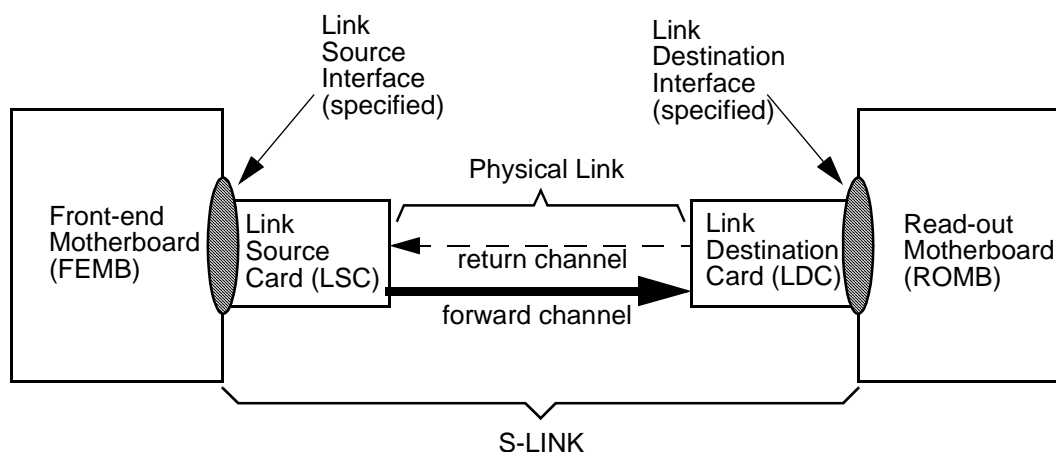 Link
Source
Interface
(specified)
Link
Destination
Interface
(specified)
Physical Link
Front-end
Motherboard
(FEMB)
Link
Source
Card (LSC)
return channel
forward channel
Link
Destination
Card (LDC)
Read-out
Motherboard
(ROMB)
S-LINK